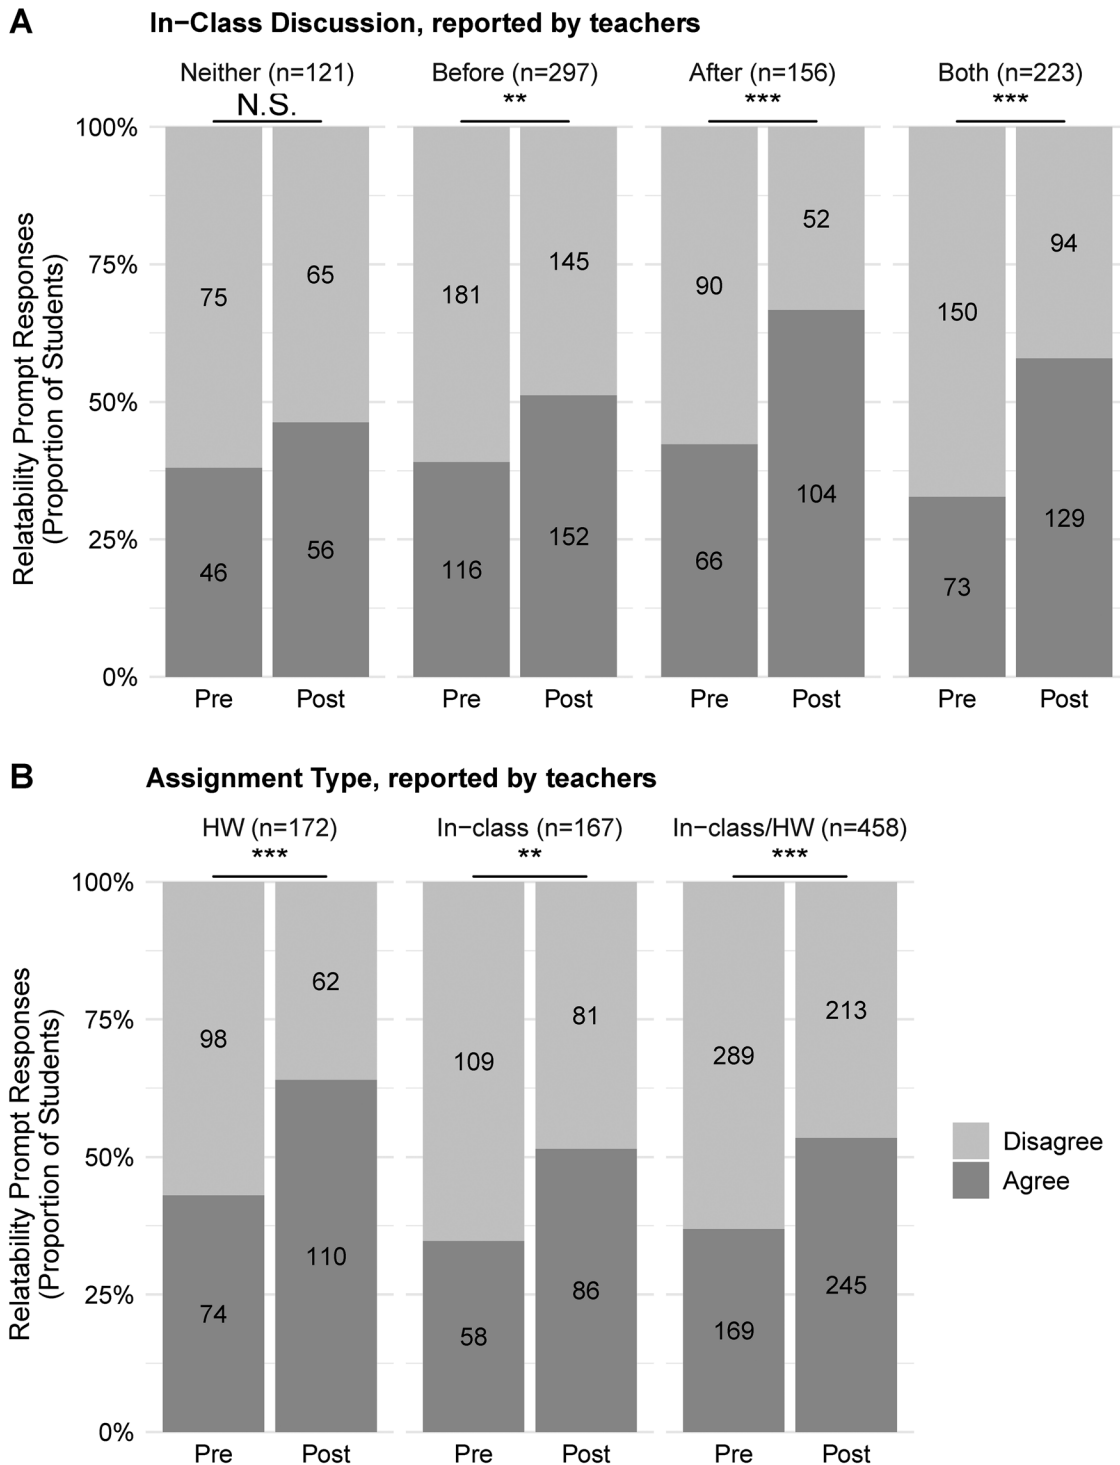 A
In−Class Discussion, reported by teachers
Neither (n=121) Before (n=297) After (n=156) Both (n=223)
N.S. ** *** ***
Relatability Prompt Responses
(Proportion of Students)
100%
75%
50%
25%
0%
75 65 181 145 90 52 150 94
46 56 116 152 66 104 73 129
Pre Post Pre Post Pre Post Pre Post
B
Assignment Type, reported by teachers
HW (n=172) In−class (n=167) In−class/HW (n=458)
*** ** ***
Relatability Prompt Responses
(Proportion of Students)
100%
75%
50%
25%
0%
98 62 109 81 289 213
74 110 58 86 169 245
Pre Post Pre Post Pre Post
Disagree
Agree